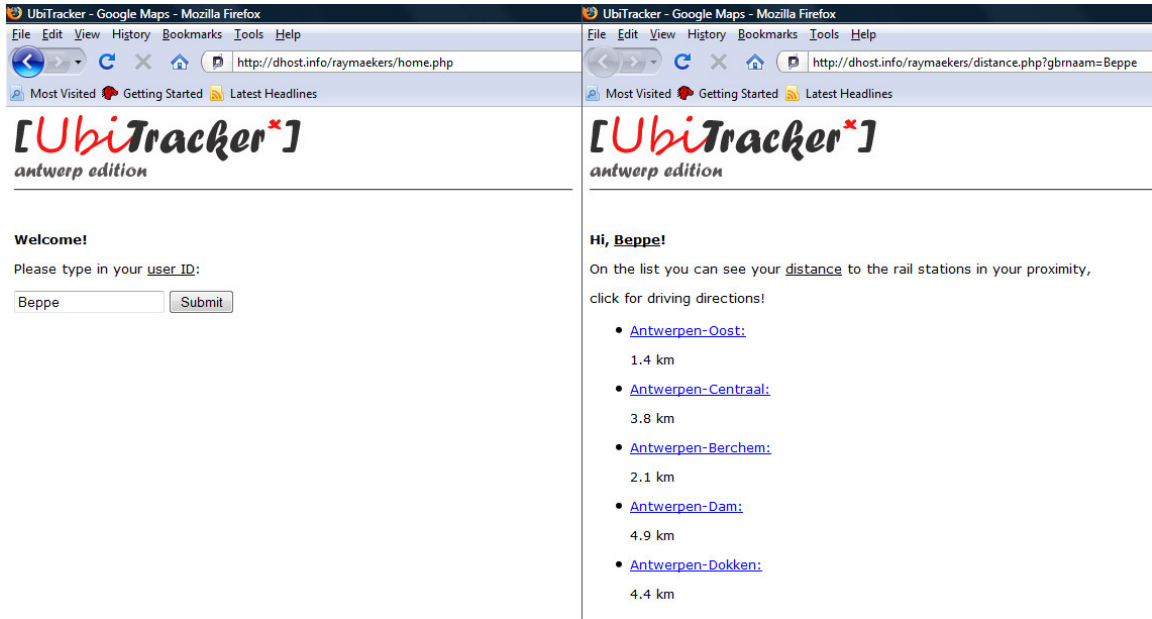 UbiTracker - Google Maps - Mozilla Firefox
File Edit View History Bookmarks Tools Help
http://dhost.info/raymaekers/home.php
Most Visited Getting Started Latest Headlines
[UbiTracker*]
antwerp edition
Welcome!
Please type in your user ID:
Beppe Submit
UbiTracker - Google Maps - Mozilla Firefox
File Edit View History Bookmarks Tools Help
http://dhost.info/raymaekers/distance.php?gbrnaam=Beppe
Most Visited Getting Started Latest Headlines
[UbiTracker*]
antwerp edition
Hi, Beppe!
On the list you can see your distance to the rail stations in your proximity,
click for driving directions!
Antwerpen-Oost:
1.4 km
Antwerpen-Centraal:
3.8 km
Antwerpen-Berchem:
2.1 km
Antwerpen-Dam:
4.9 km
Antwerpen-Dokken:
4.4 km